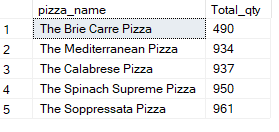 pizza_name Total_qty
1 The Brie Carre Pizza 490
2 The Mediterranean Pizza 934
3 The Calabrese Pizza 937
4 The Spinach Supreme Pizza 950
5 The Soppressata Pizza 961